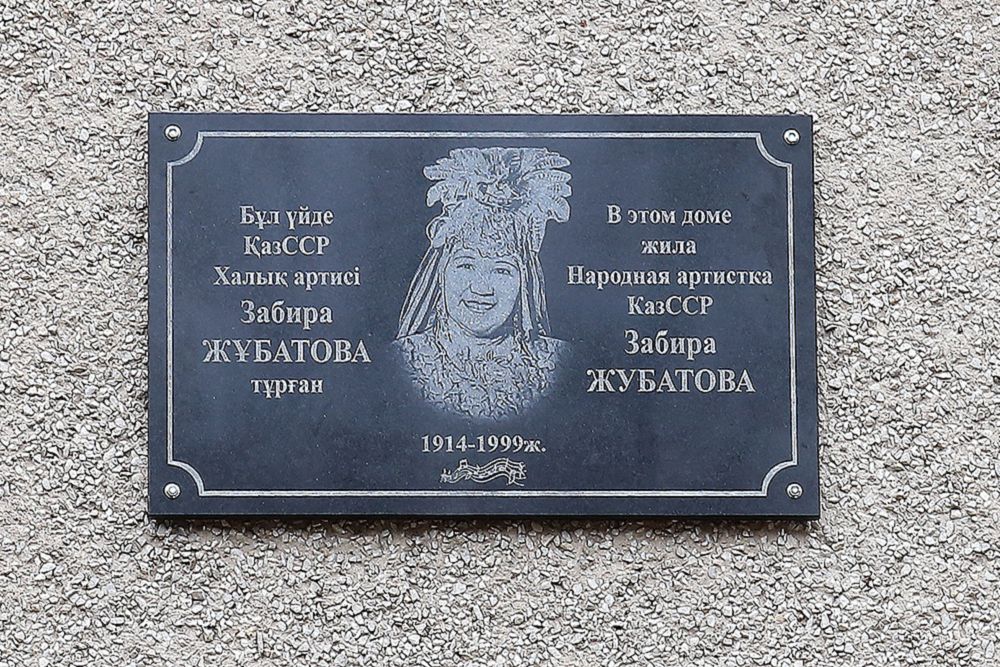 Бұл үйде
ҚазССР
Халық артисі
Забира
ЖҰБАТОВА
тұрған
В этом доме
жила
Народная артистка
КазССР
Забира
ЖУБАТОВА
1914-1999ж.